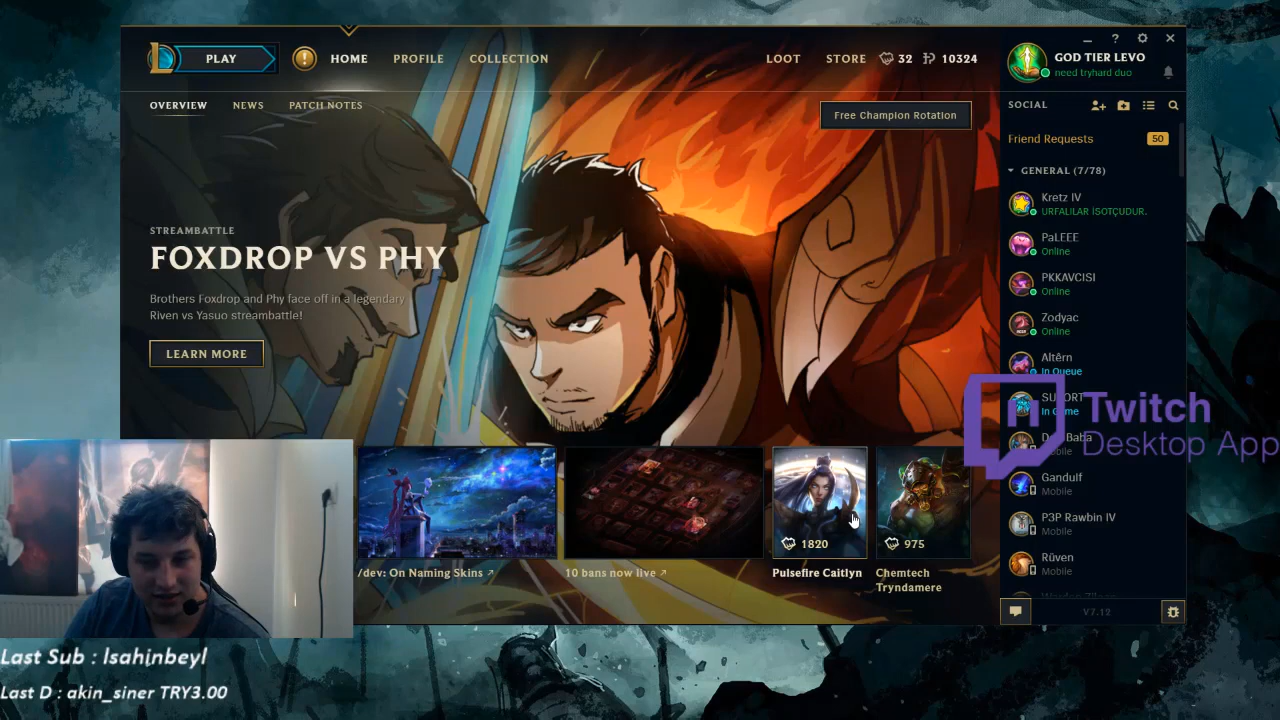 PLAY
HOME
PROFILE
COLLECTION
LOOT
STORE
32
10324
GOD TIER LEVO
need tryhard duo
OVERVIEW
NEWS
PATCH NOTES
Free Champion Rotation
SOCIAL
Friend Requests
50
GENERAL (7/78)
Kretz IV
URFALILAR İSOTÇUDUR.
PaLEEE
Online
PKKAVCISI
Online
Zodyac
Online
Altêrn
In Queue
In Game
Twitch
Desktop App
Gandulf
Mobile
P3P Rawbin IV
Mobile
Rüven
Mobile
V7.12
STREAMBATTLE
FOXDROP VS PHY
Brothers Foxdrop and Phy face off in a legendary
Riven vs Yasuo streambattle!
LEARN MORE
1820
975
/dev: On Naming Skins
10 bans now live
Pulsefire Caitlyn
Chemtech
Tryndamere
Last Sub : lsahinbeyl
Last D : akin_siner TRY3.00